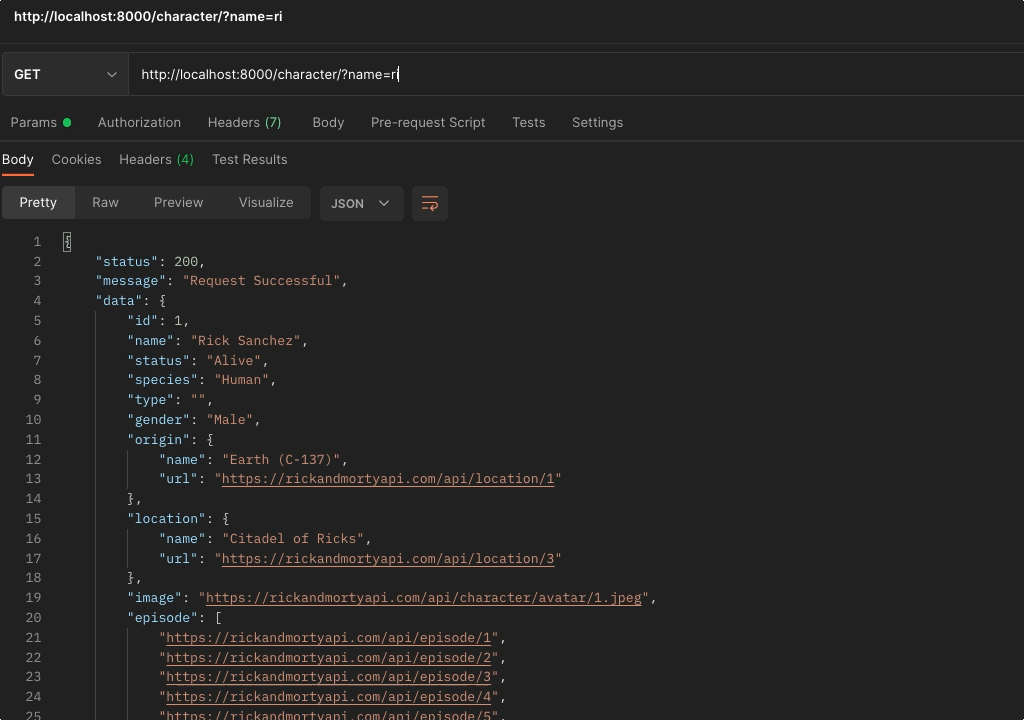 http://localhost:8000/character/?name=ri
GET http://localhost:8000/character/?name=ri
Params Authorization Headers (7) Body Pre-request Script Tests Settings
Body Cookies Headers (4) Test Results
Pretty Raw Preview Visualize JSON
1 {
2 "status": 200,
3 "message": "Request Successful",
4 "data": {
5 "id": 1,
6 "name": "Rick Sanchez",
7 "status": "Alive",
8 "species": "Human",
9 "type": "",
10 "gender": "Male",
11 "origin": {
12 "name": "Earth (C-137)",
13 "url": "https://rickandmortyapi.com/api/location/1"
14 },
15 "location": {
16 "name": "Citadel of Ricks",
17 "url": "https://rickandmortyapi.com/api/location/3"
18 },
19 "image": "https://rickandmortyapi.com/api/character/avatar/1.jpeg",
20 "episode": [
21 "https://rickandmortyapi.com/api/episode/1",
22 "https://rickandmortyapi.com/api/episode/2",
23 "https://rickandmortyapi.com/api/episode/3",
24 "https://rickandmortyapi.com/api/episode/4",
25 "https://rickandmortyapi.com/api/episode/5",